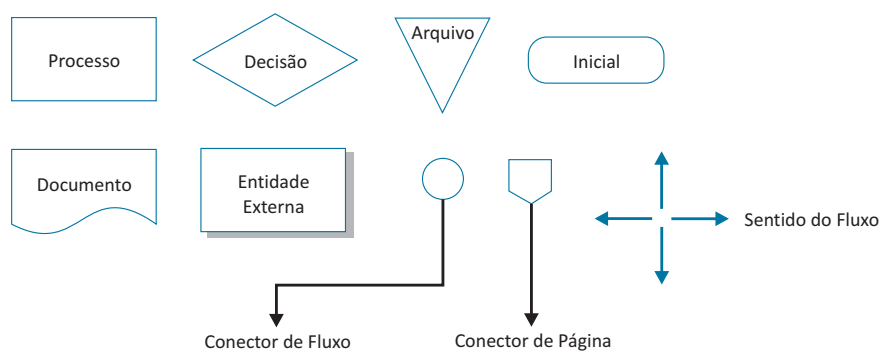 Processo
Decisão
Arquivo
Inicial
Documento
Entidade
Externa
Sentido do Fluxo
Conector de Fluxo
Conector de Página